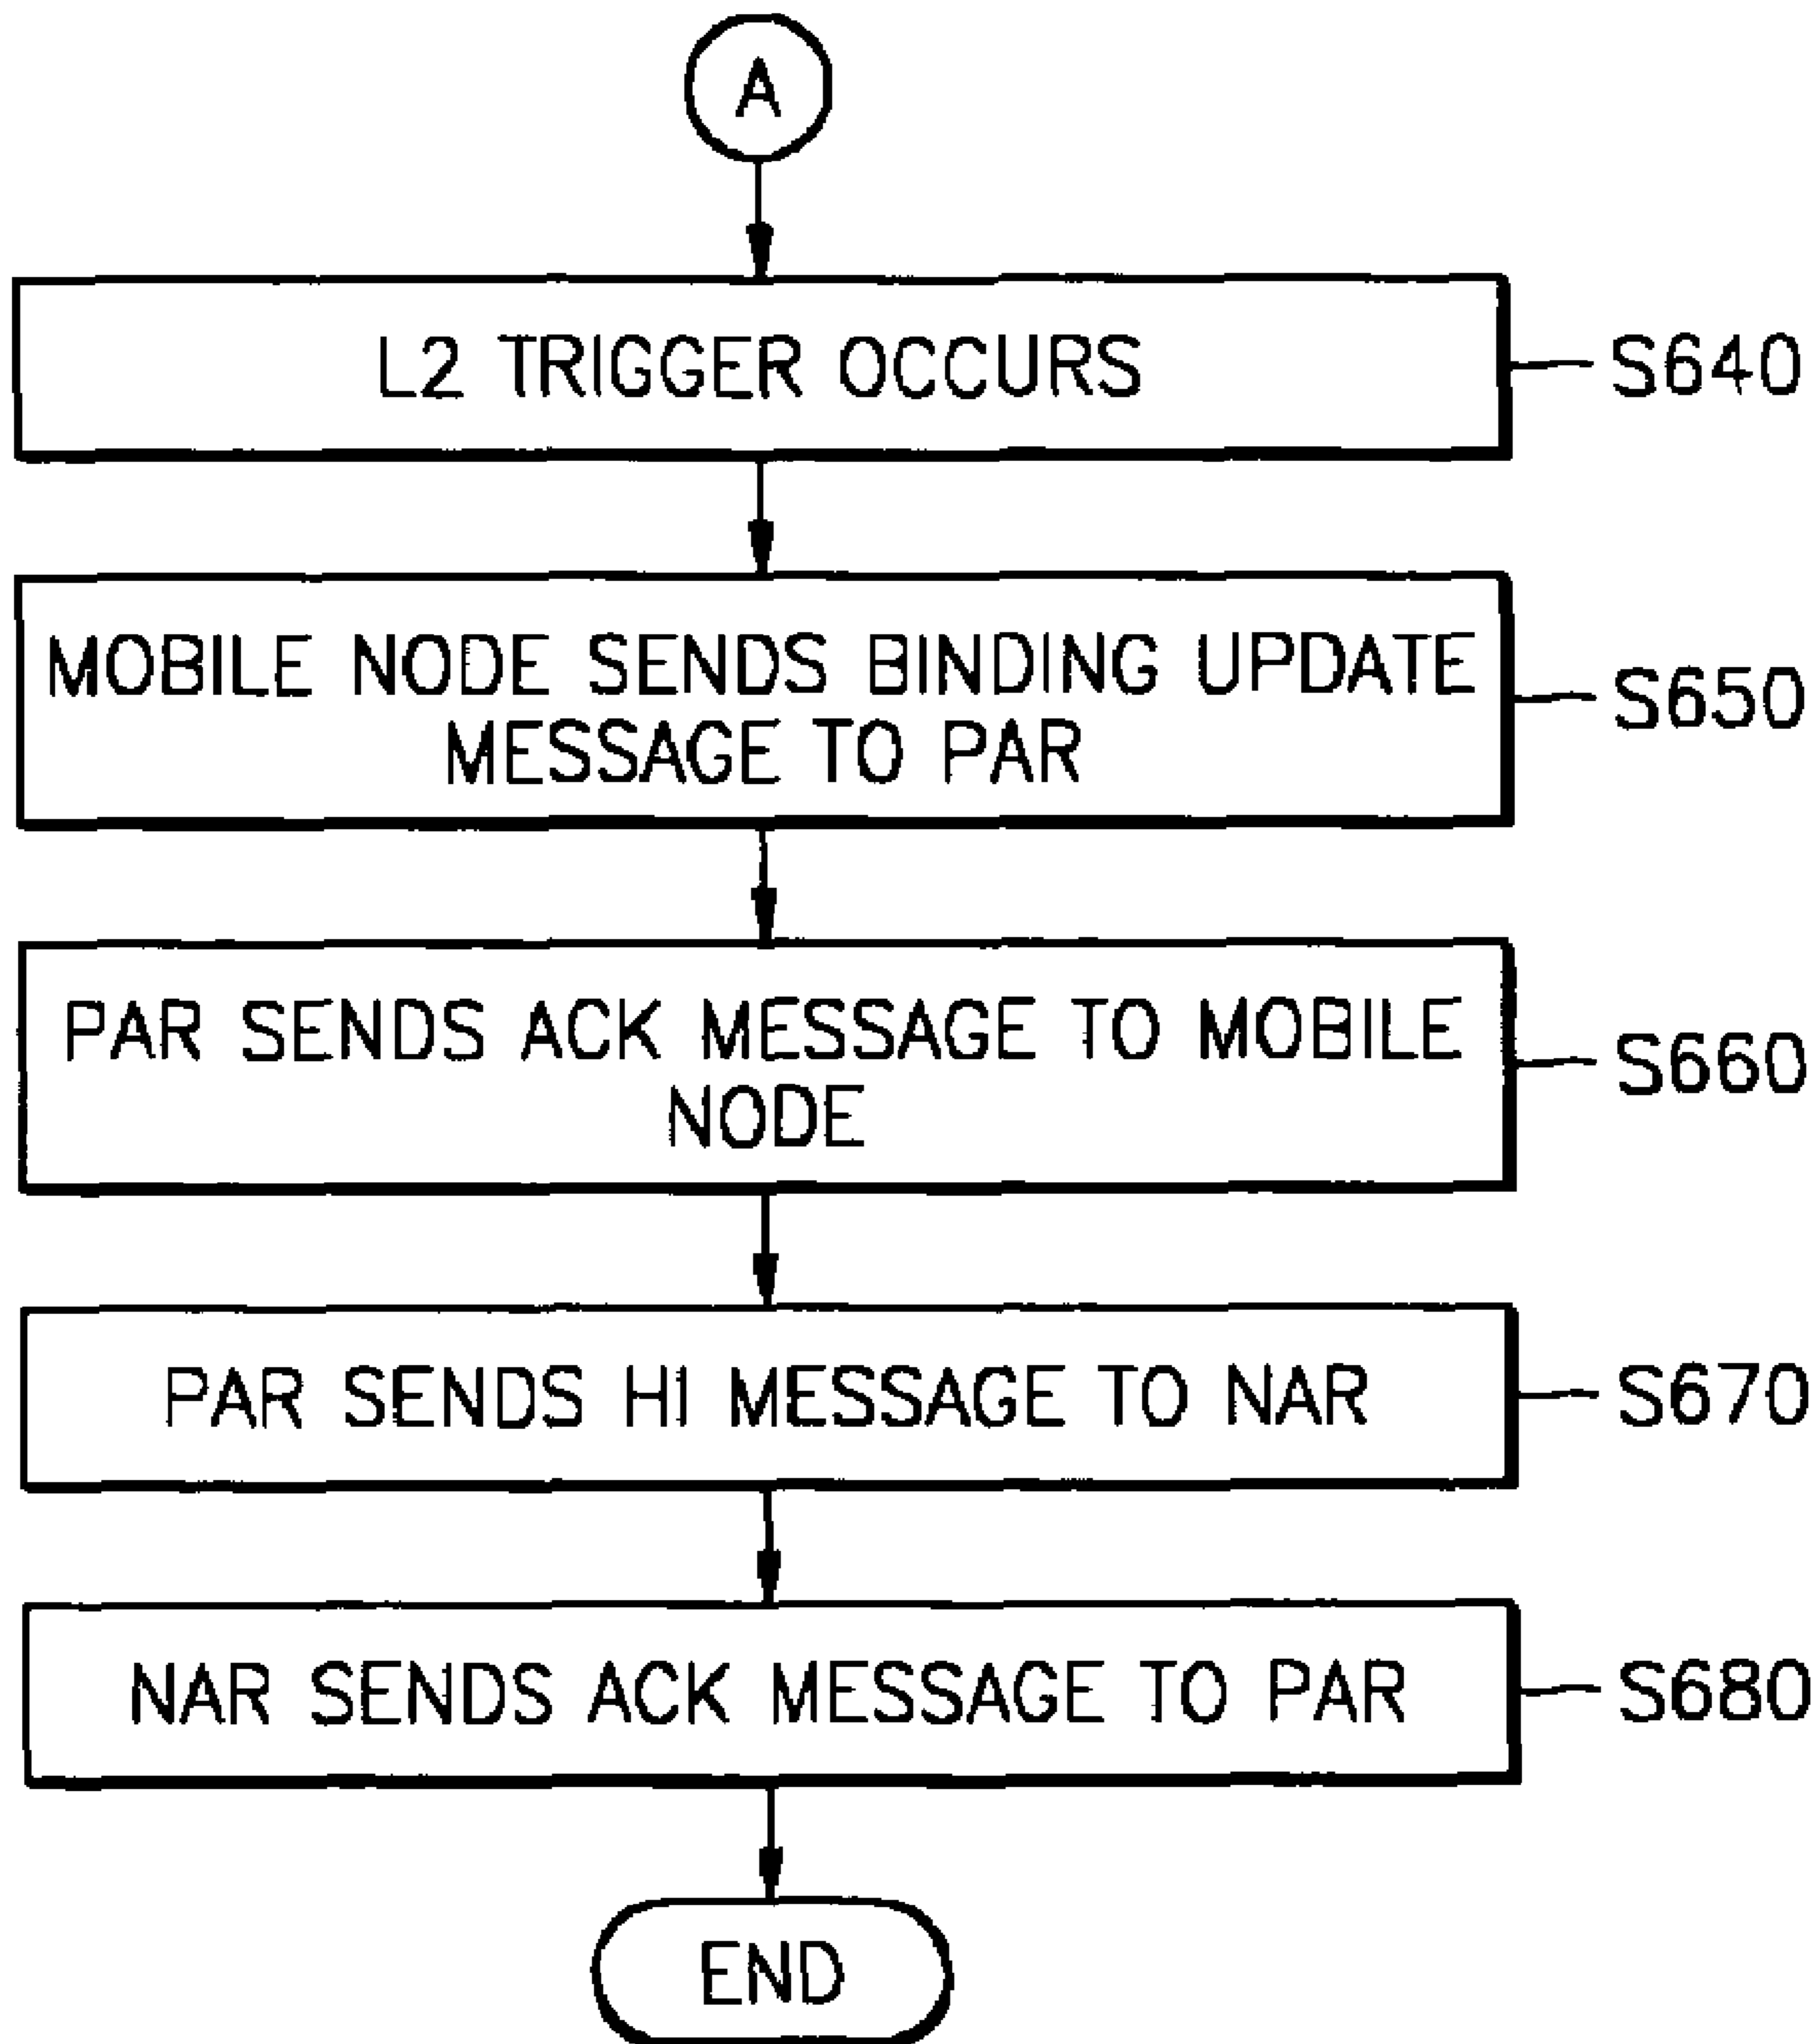 A
L2 TRIGGER OCCURS
S640
MOBILE NODE SENDS BINDING UPDATE
MESSAGE TO PAR
S650
PAR SENDS ACK MESSAGE TO MOBILE
NODE
S660
PAR SENDS HI MESSAGE TO NAR
S670
NAR SENDS ACK MESSAGE TO PAR
S680
END